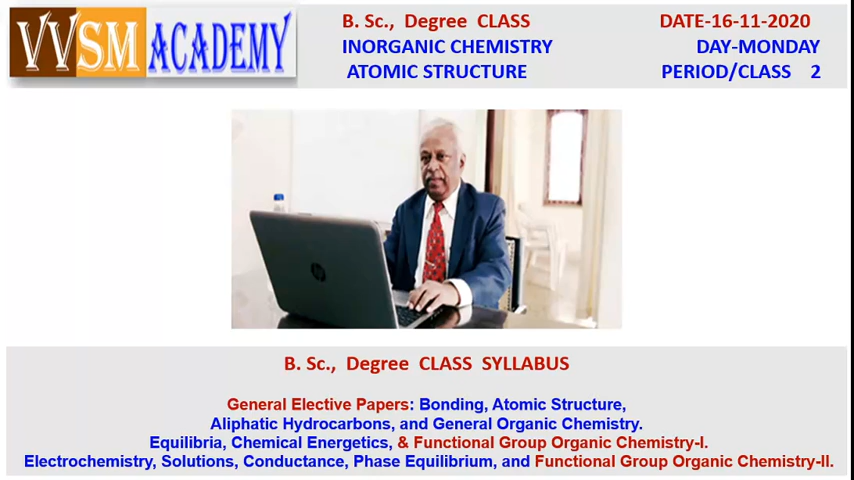 VVSM ACADEMY
B. Sc., Degree CLASS
DATE-16-11-2020
INORGANIC CHEMISTRY
DAY-MONDAY
ATOMIC STRUCTURE
PERIOD/CLASS 2
hp
B. Sc., Degree CLASS SYLLABUS
General Elective Papers: Bonding, Atomic Structure,
Aliphatic Hydrocarbons, and General Organic Chemistry.
Equilibria, Chemical Energetics, & Functional Group Organic Chemistry-I.
Electrochemistry, Solutions, Conductance, Phase Equilibrium, and Functional Group Organic Chemistry-II.